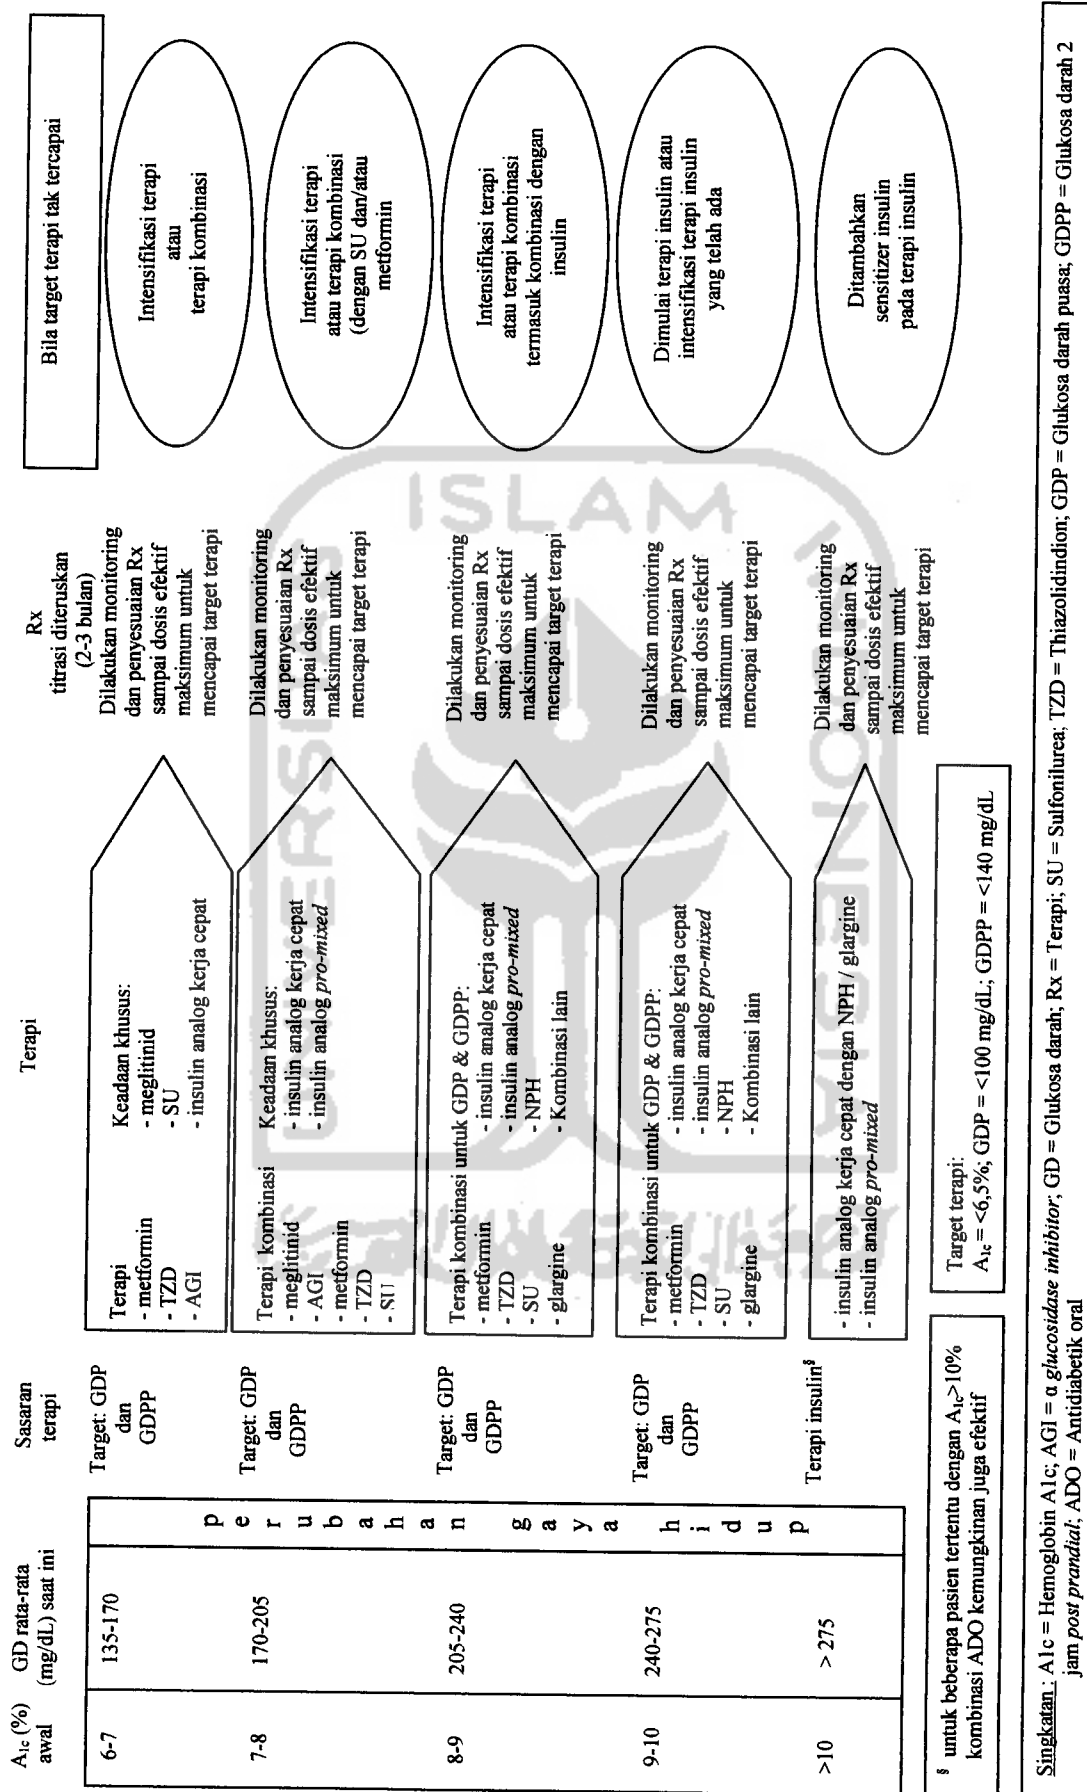 A1c (%)
awal
GD rata-rata
(mg/dL) saat ini
Sasaran
terapi
Terapi
Rx
titrasi diteruskan
(2-3 bulan)
Bila target terapi tak tercapai
perubahan gaya hidup
6-7
135-170
Target: GDP
dan
GDPP
Terapi
- metformin
- TZD
- AGI
Keadaan khusus:
- meglitinid
- SU
- insulin analog kerja cepat
Dilakukan monitoring
dan penyesuaian Rx
sampai dosis efektif
maksimum untuk
mencapai target terapi
Intensifikasi terapi
atau
terapi kombinasi
7-8
170-205
Target: GDP
dan
GDPP
Terapi kombinasi
- meglitinid
- AGI
- metformin
- TZD
- SU
Keadaan khusus:
- insulin analog kerja cepat
- insulin analog pro-mixed
Dilakukan monitoring
dan penyesuaian Rx
sampai dosis efektif
maksimum untuk
mencapai target terapi
Intensifikasi terapi
atau terapi kombinasi
(dengan SU dan/atau
metformin
8-9
205-240
Target: GDP
dan
GDPP
Terapi kombinasi untuk GDP & GDPP:
- metformin
- TZD
- SU
- glargine
- insulin analog kerja cepat
- insulin analog pro-mixed
- NPH
- Kombinasi lain
Dilakukan monitoring
dan penyesuaian Rx
sampai dosis efektif
maksimum untuk
mencapai target terapi
Intensifikasi terapi
atau terapi kombinasi
termasuk kombinasi dengan
insulin
9-10
240-275
Target: GDP
dan
GDPP
Terapi kombinasi untuk GDP & GDPP:
- metformin
- TZD
- SU
- glargine
- insulin analog kerja cepat
- insulin analog pro-mixed
- NPH
- Kombinasi lain
Dilakukan monitoring
dan penyesuaian Rx
sampai dosis efektif
maksimum untuk
mencapai target terapi
Dimulai terapi insulin atau
intensifikasi terapi insulin
yang telah ada
>10
> 275
Terapi insulin§
- insulin analog kerja cepat dengan NPH / glargine
- insulin analog pro-mixed
Dilakukan monitoring
dan penyesuaian Rx
sampai dosis efektif
maksimum untuk
mencapai target terapi
Ditambahkan
sensitizer insulin
pada terapi insulin
§ untuk beberapa pasien tertentu dengan A1c>10%
kombinasi ADO kemungkinan juga efektif
Target terapi:
A1c = <6,5%; GDP = <100 mg/dL; GDPP = <140 mg/dL
Singkatan : A1c = Hemoglobin A1c; AGI = α glucosidase inhibitor; GD = Glukosa darah; Rx = Terapi; SU = Sulfonilurea; TZD = Thiazolidindion; GDP = Glukosa darah puasa; GDPP = Glukosa darah 2
jam post prandial; ADO = Antidiabetik oral
UNIVERSITAS
ISLAM
INDONESIA